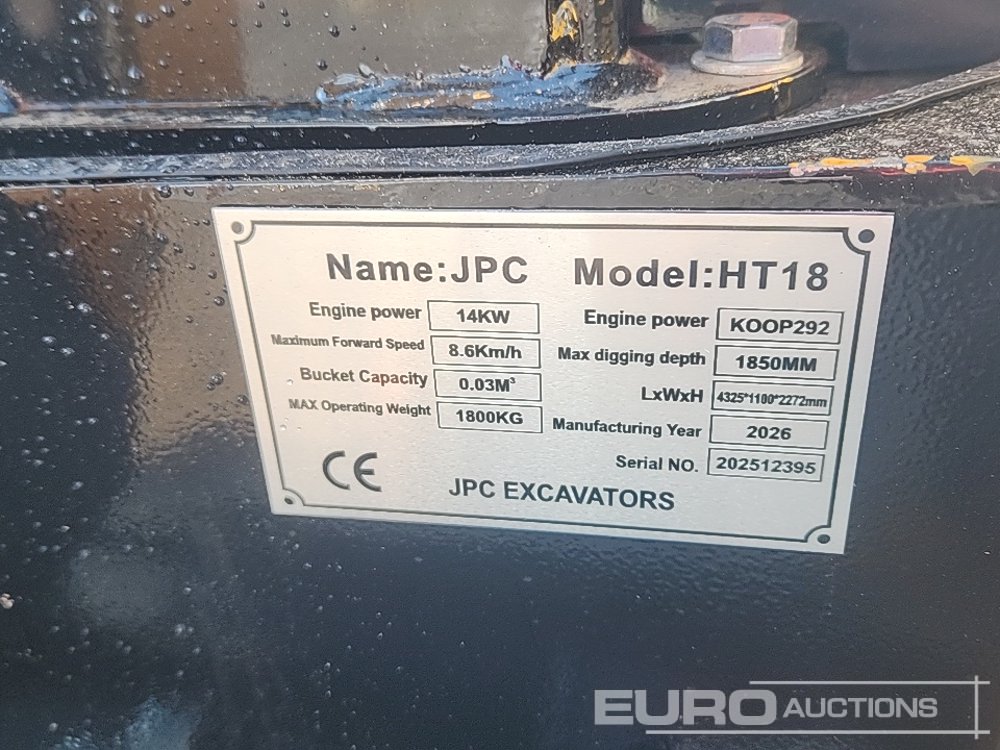 Name:JPC Model:HT18
Engine power 14KW
Maximum Forward Speed 8.6Km/h
Bucket Capacity 0.03M³
MAX Operating Weight 1800KG
Engine power KOOP292
Max digging depth 1850MM
LxWxH 4325*1100*2272mm
Manufacturing Year 2026
Serial NO. 202512395
CE
JPC EXCAVATORS
EURO AUCTIONS